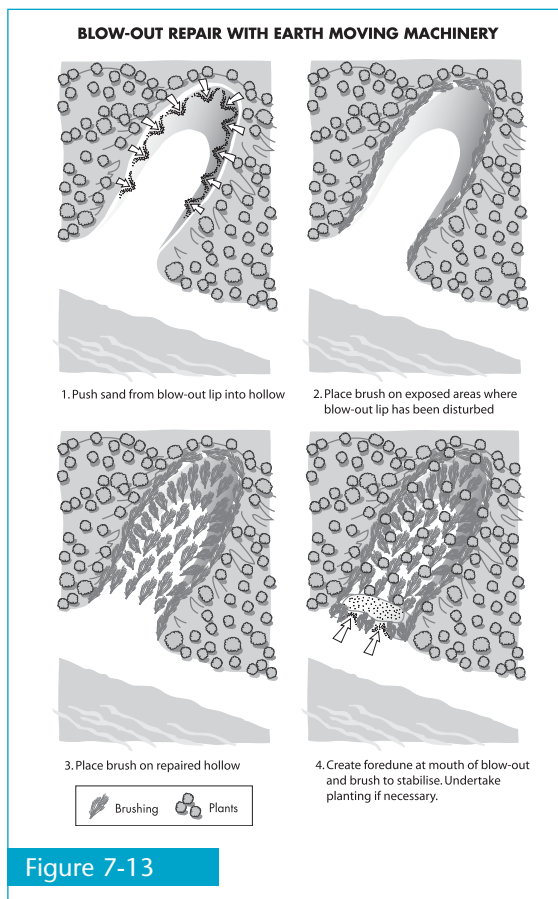 BLOW-OUT REPAIR WITH EARTH MOVING MACHINERY
1. Push sand from blow-out lip into hollow
2. Place brush on exposed areas where
blow-out lip has been disturbed
3. Place brush on repaired hollow
4. Create foredune at mouth of blow-out
and brush to stabilise. Undertake
planting if necessary.
Brushing
Plants
Figure 7-13